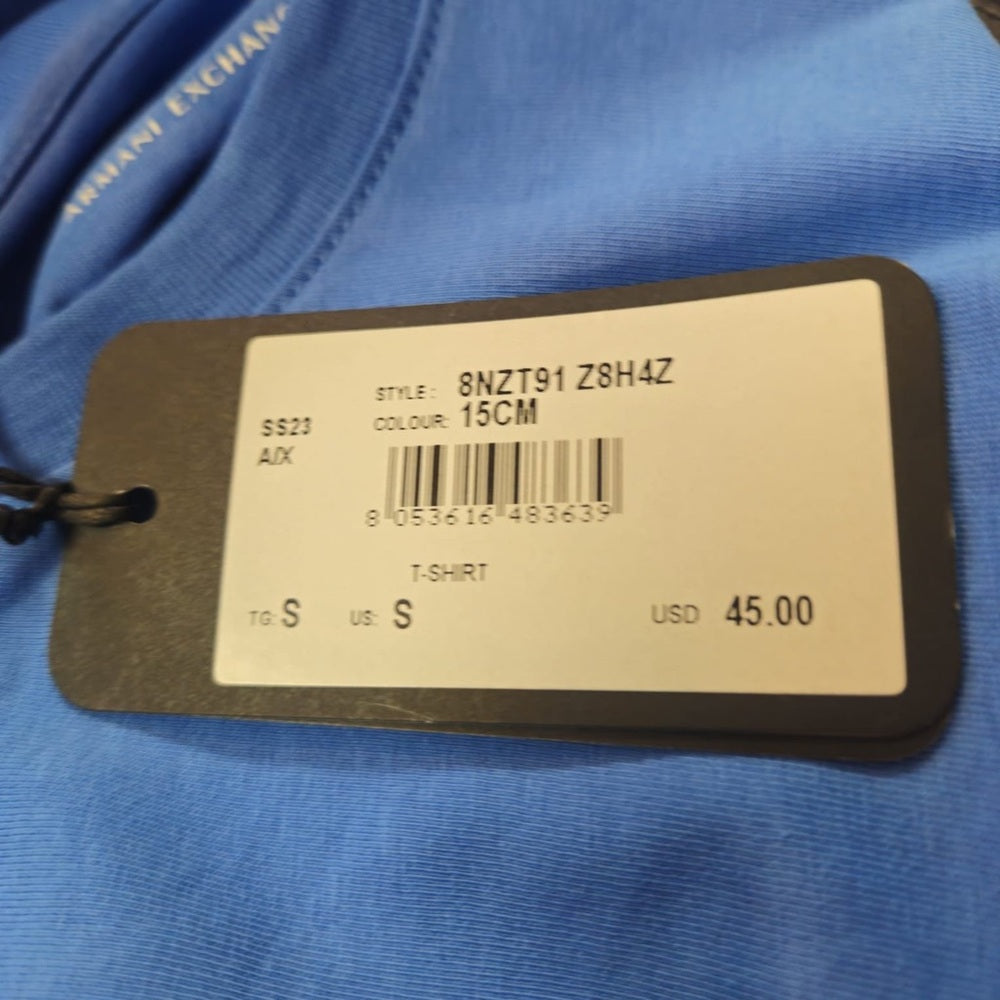 ARMANI EXCHANG
STYLE: 8NZT91 Z8H4Z
SS23 COLOUR: 15CM
A/X
8 053616 483639
T-SHIRT
TG: S US: S USD 45.00